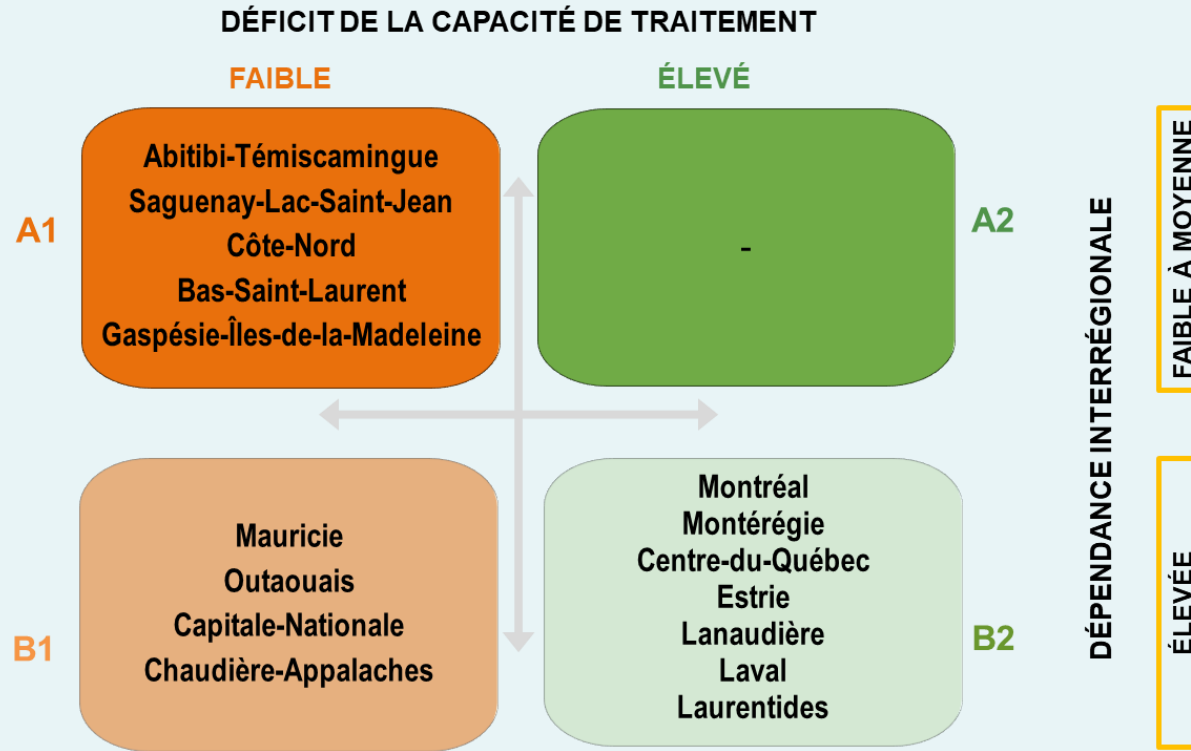 DÉFICIT DE LA CAPACITÉ DE TRAITEMENT
FAIBLE
ÉLEVÉ
A1
Abitibi-Témiscamingue
Saguenay-Lac-Saint-Jean
Côte-Nord
Bas-Saint-Laurent
Gaspésie-Îles-de-la-Madeleine
-
A2
B1
Mauricie
Outaouais
Capitale-Nationale
Chaudière-Appalaches
Montréal
Montérégie
Centre-du-Québec
Estrie
Lanaudière
Laval
Laurentides
B2
DÉPENDANCE INTERRÉGIONALE
FAIBLE À MOYENNE
ÉLEVÉE